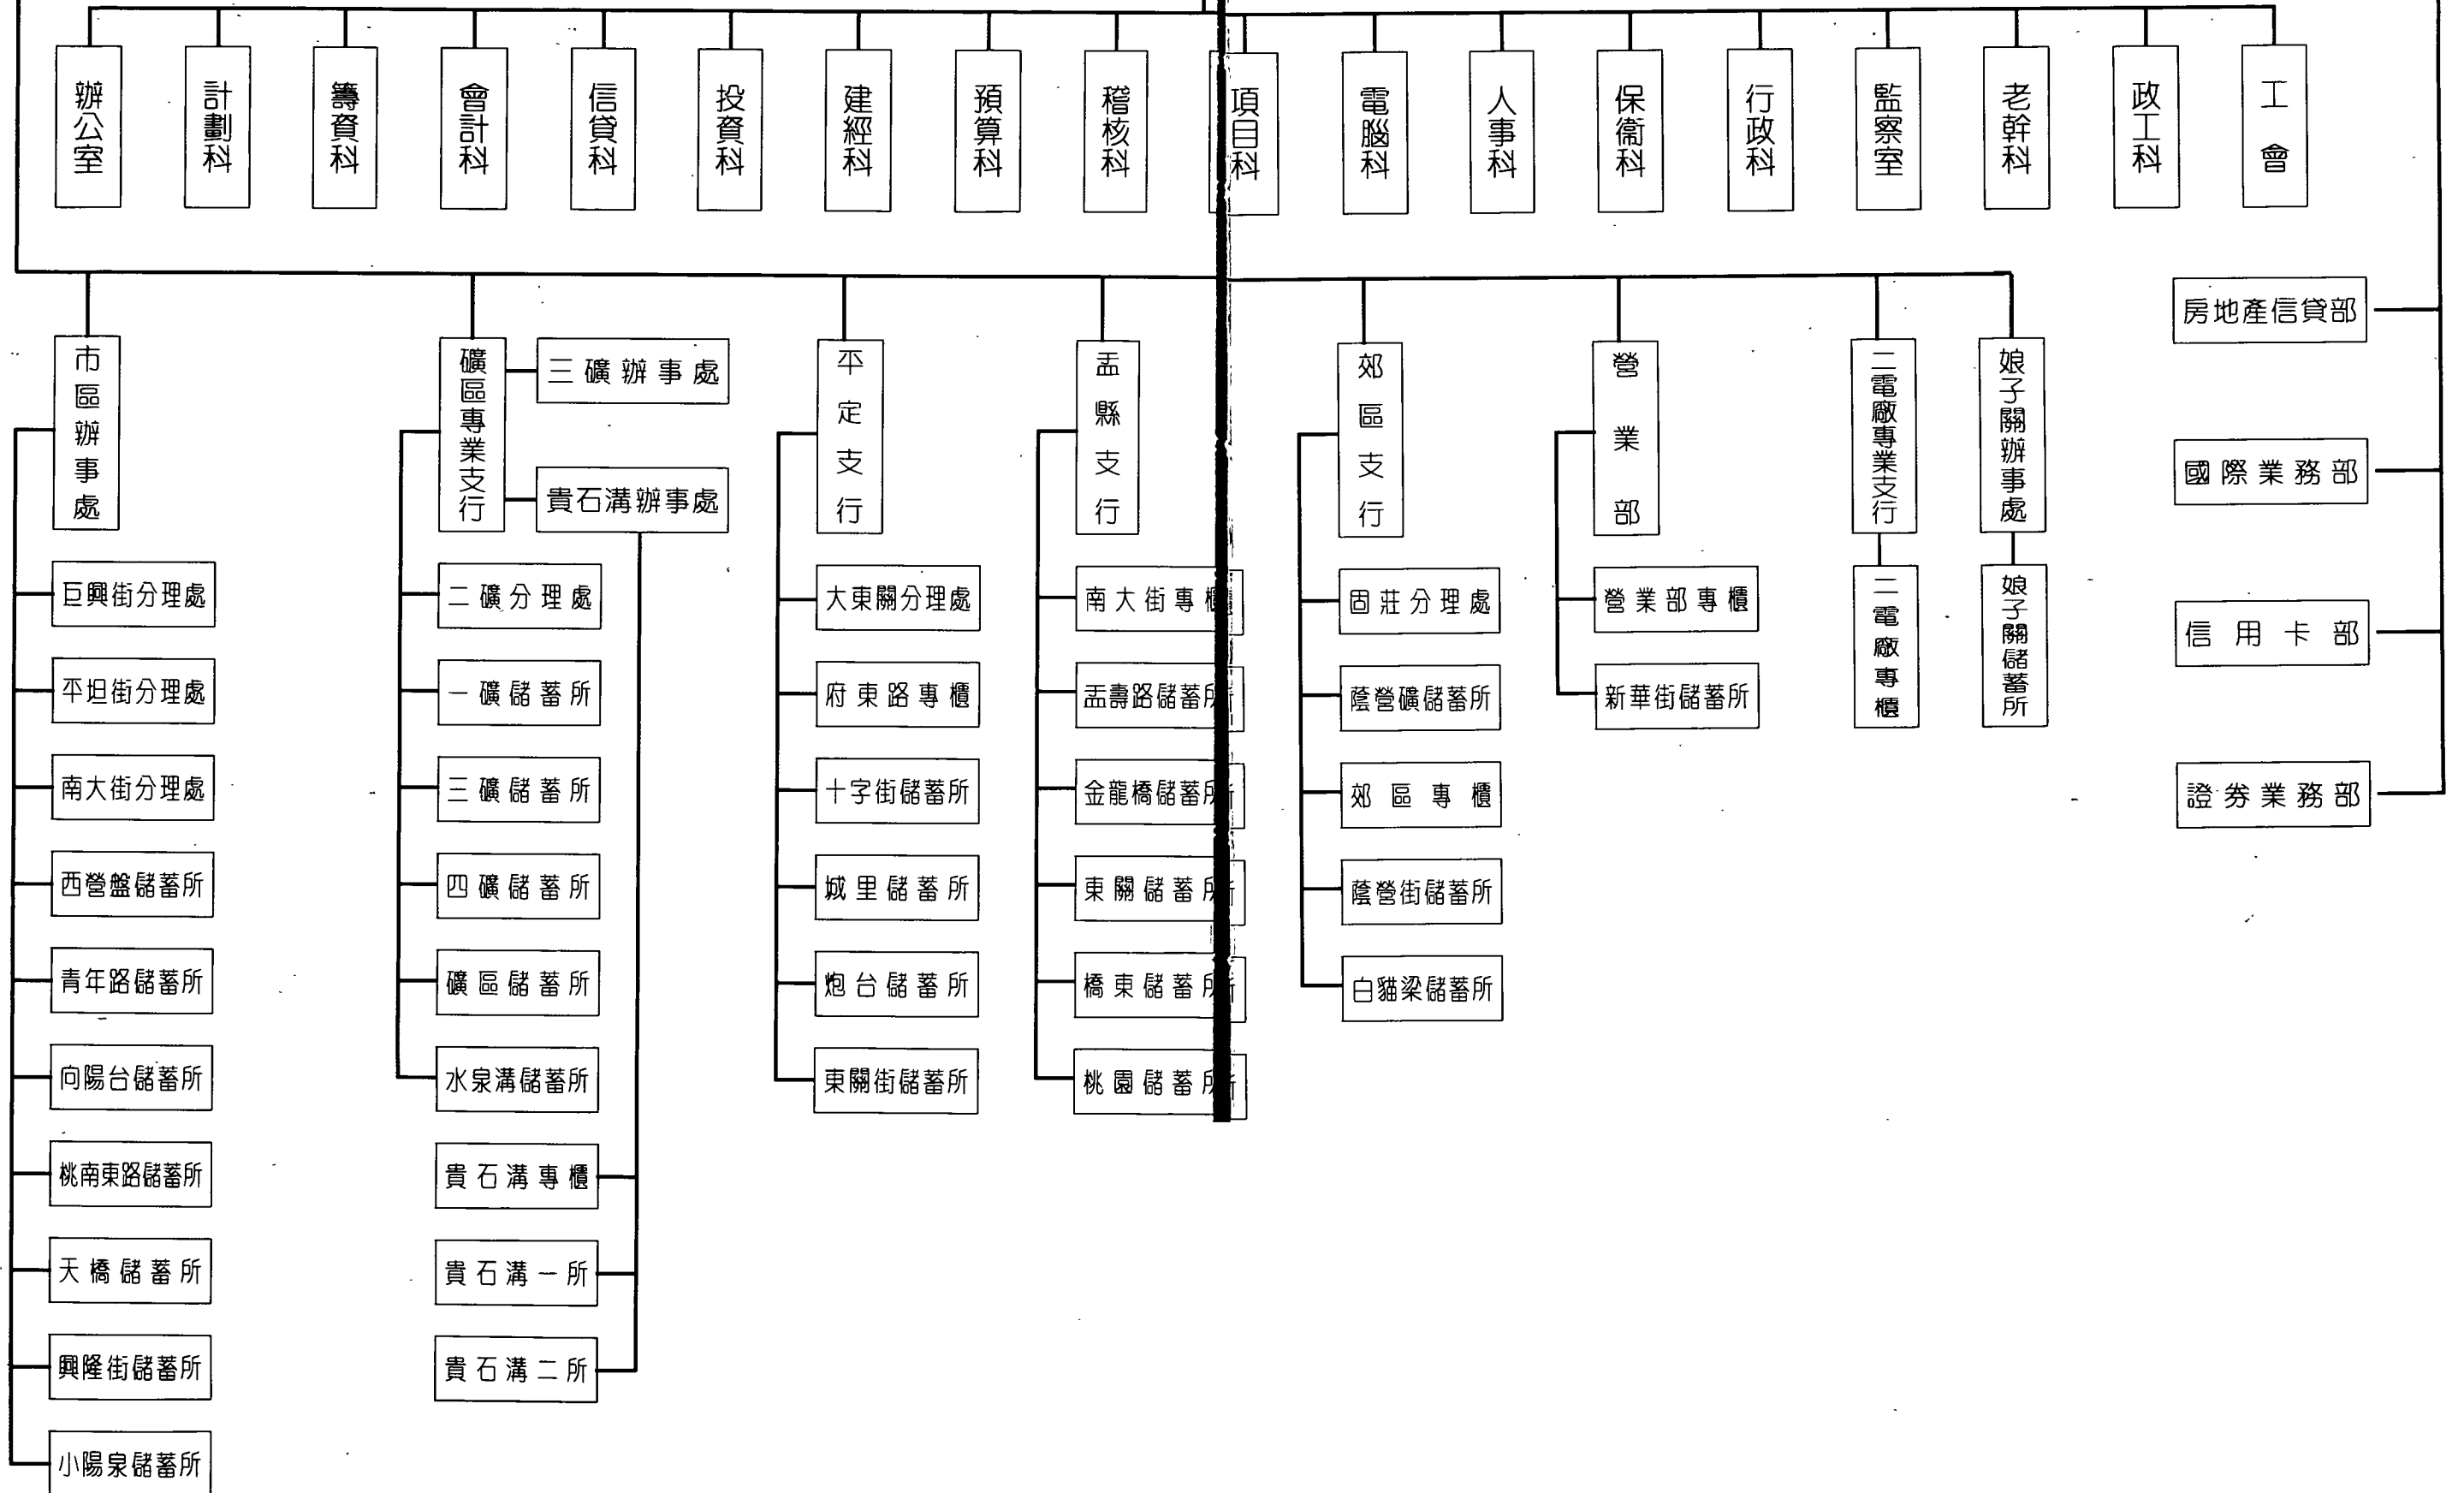 辦公室
計劃科
籌資科
會計科
信貸科
投資科
建經科
預算科
稽核科
項目科
電腦科
人事科
保衞科
行政科
監察室
老幹科
政工科
工會
市區辦事處
巨興街分理處
平坦街分理處
南大街分理處
西營盤儲蓄所
青年路儲蓄所
向陽台儲蓄所
桃南東路儲蓄所
天橋儲蓄所
興隆街儲蓄所
小陽泉儲蓄所
礦區專業支行
三礦辦事處
貴石溝辦事處
二礦分理處
一礦儲蓄所
三礦儲蓄所
四礦儲蓄所
礦區儲蓄所
水泉溝儲蓄所
貴石溝專櫃
貴石溝一所
貴石溝二所
平定支行
大東關分理處
府東路專櫃
十字街儲蓄所
城里儲蓄所
炮台儲蓄所
東關街儲蓄所
盂縣支行
南大街專櫃
盂壽路儲蓄所
金龍橋儲蓄所
東關儲蓄所
橋東儲蓄所
桃園儲蓄所
郊區支行
固莊分理處
蔭營礦儲蓄所
郊區專櫃
蔭營街儲蓄所
白貓梁儲蓄所
營業部
營業部專櫃
新華街儲蓄所
二電廠專業支行
二電廠專櫃
娘子關辦事處
娘子關儲蓄所
房地產信貸部
國際業務部
信用卡部
證券業務部